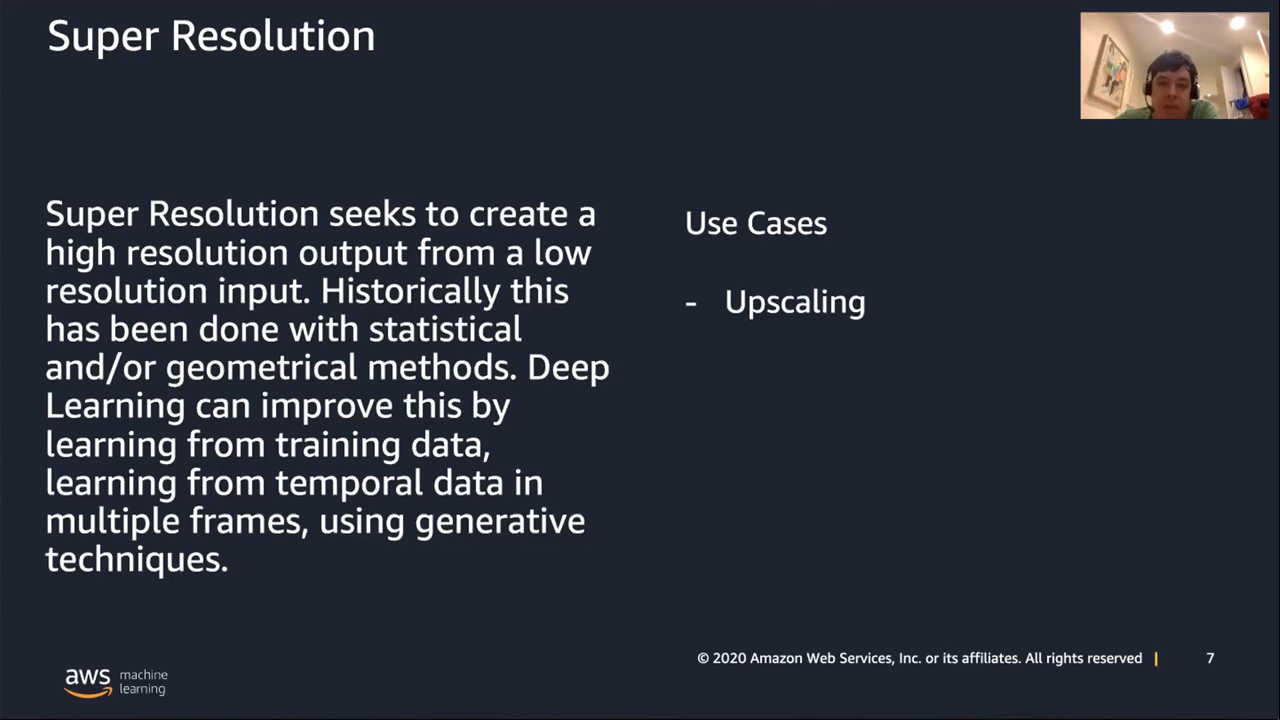 Super Resolution
Super Resolution seeks to create a
high resolution output from a low
resolution input. Historically this
has been done with statistical
and/or geometrical methods. Deep
Learning can improve this by
learning from training data,
learning from temporal data in
multiple frames, using generative
techniques.
Use Cases
- Upscaling
aws machine
learning
© 2020 Amazon Web Services, Inc. or its affiliates. All rights reserved |
7